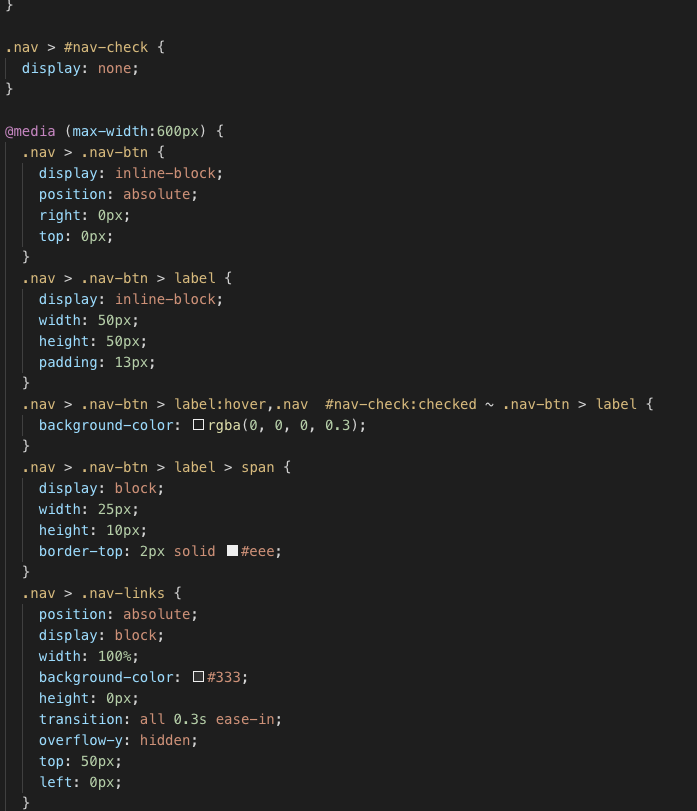 }
.nav > #nav-check {
display: none;
}
@media (max-width:600px) {
.nav > .nav-btn {
display: inline-block;
position: absolute;
right: 0px;
top: 0px;
}
.nav > .nav-btn > label {
display: inline-block;
width: 50px;
height: 50px;
padding: 13px;
}
.nav > .nav-btn > label:hover,.nav  #nav-check:checked ~ .nav-btn > label {
background-color: rgba(0, 0, 0, 0.3);
}
.nav > .nav-btn > label > span {
display: block;
width: 25px;
height: 10px;
border-top: 2px solid #eee;
}
.nav > .nav-links {
position: absolute;
display: block;
width: 100%;
background-color: #333;
height: 0px;
transition: all 0.3s ease-in;
overflow-y: hidden;
top: 50px;
left: 0px;
}